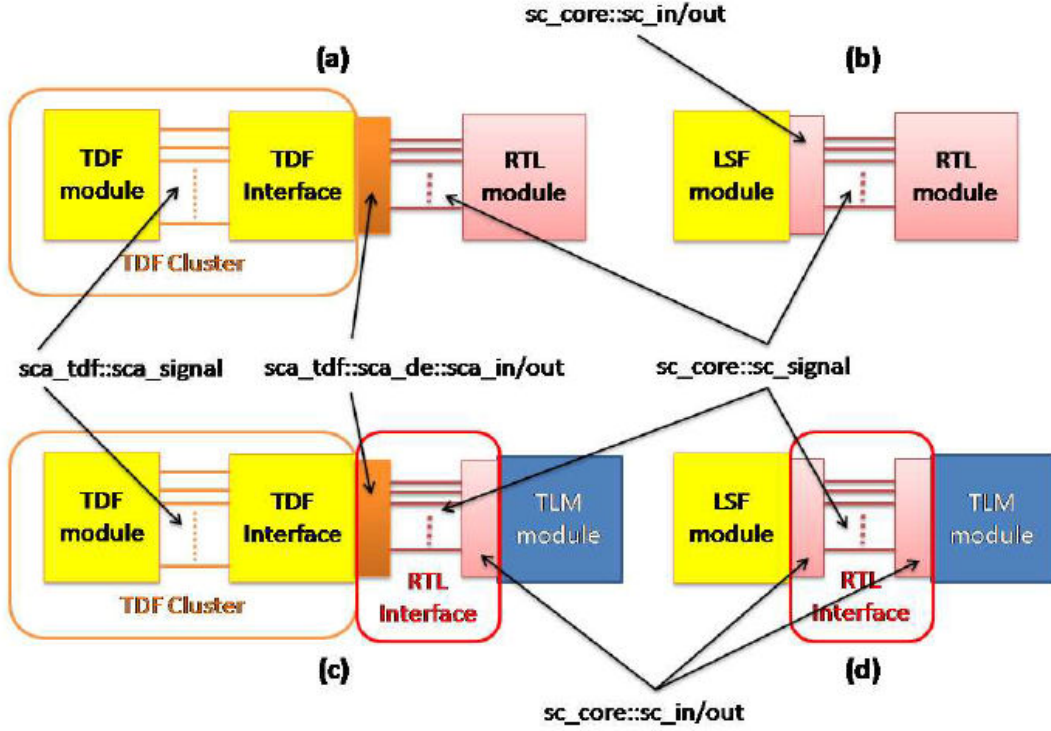 sc_core::sc_in/out
(a)
(b)
TDF
module
TDF
Interface
RTL
module
LSF
module
RTL
module
TDF Cluster
sca_tdf::sca_signal
sca_tdf::sca_de::sca_in/out
sc_core::sc_signal
TDF
module
TDF
Interface
TLM
module
LSF
module
TLM
module
TDF Cluster
RTL
Interface
RTL
Interface
(c)
(d)
sc_core::sc_in/out